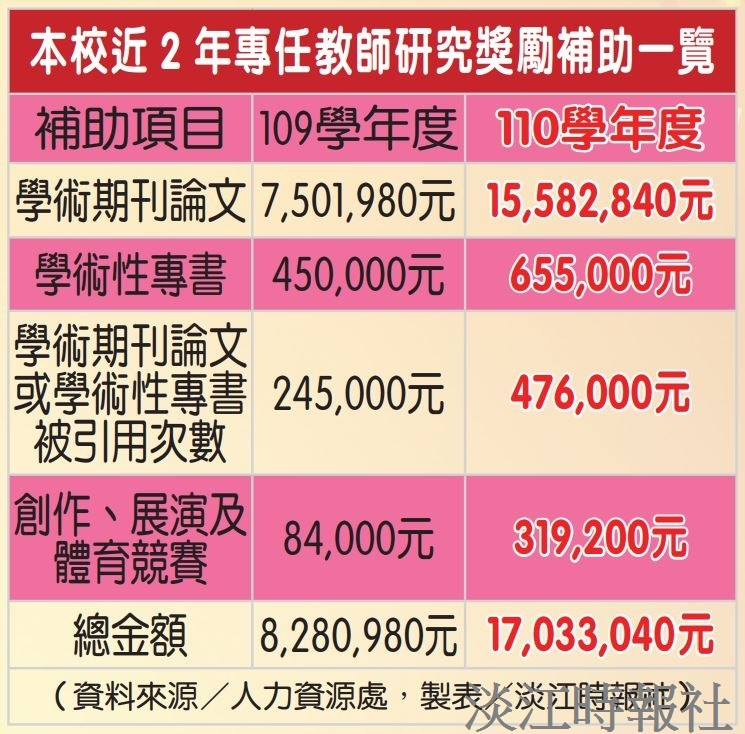 本校近2年專任教師研究獎勵補助一覽
補助項目 109學年度 110學年度
學術期刊論文 7,501,980元 15,582,840元
學術性專書 450,000元 655,000元
學術期刊論文
或學術性專書 245,000元 476,000元
被引用次數
創作、展演及
體育競賽 84,000元 319,200元
總金額 8,280,980元 17,033,040元
（資料來源／人力資源處，製表／淡江時報社）
淡江時報社